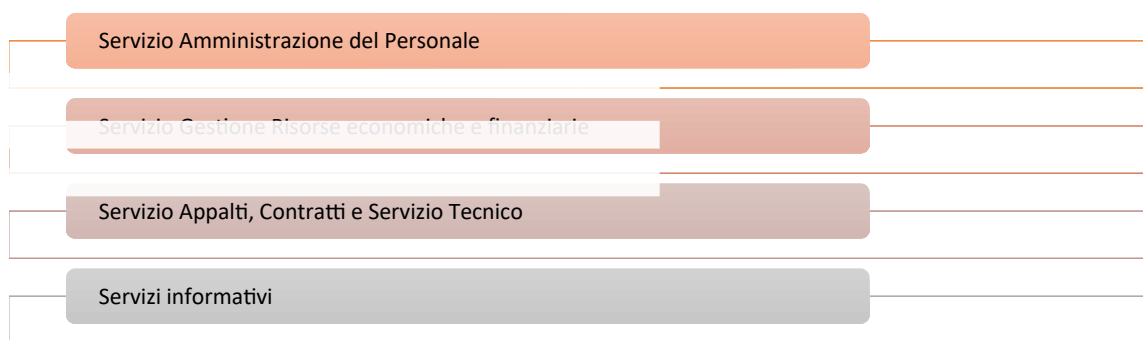 Servizio Amministrazione del Personale
Servizio Gestione Risorse economiche e finanziarie
Servizio Appalti, Contratti e Servizio Tecnico
Servizi informativi